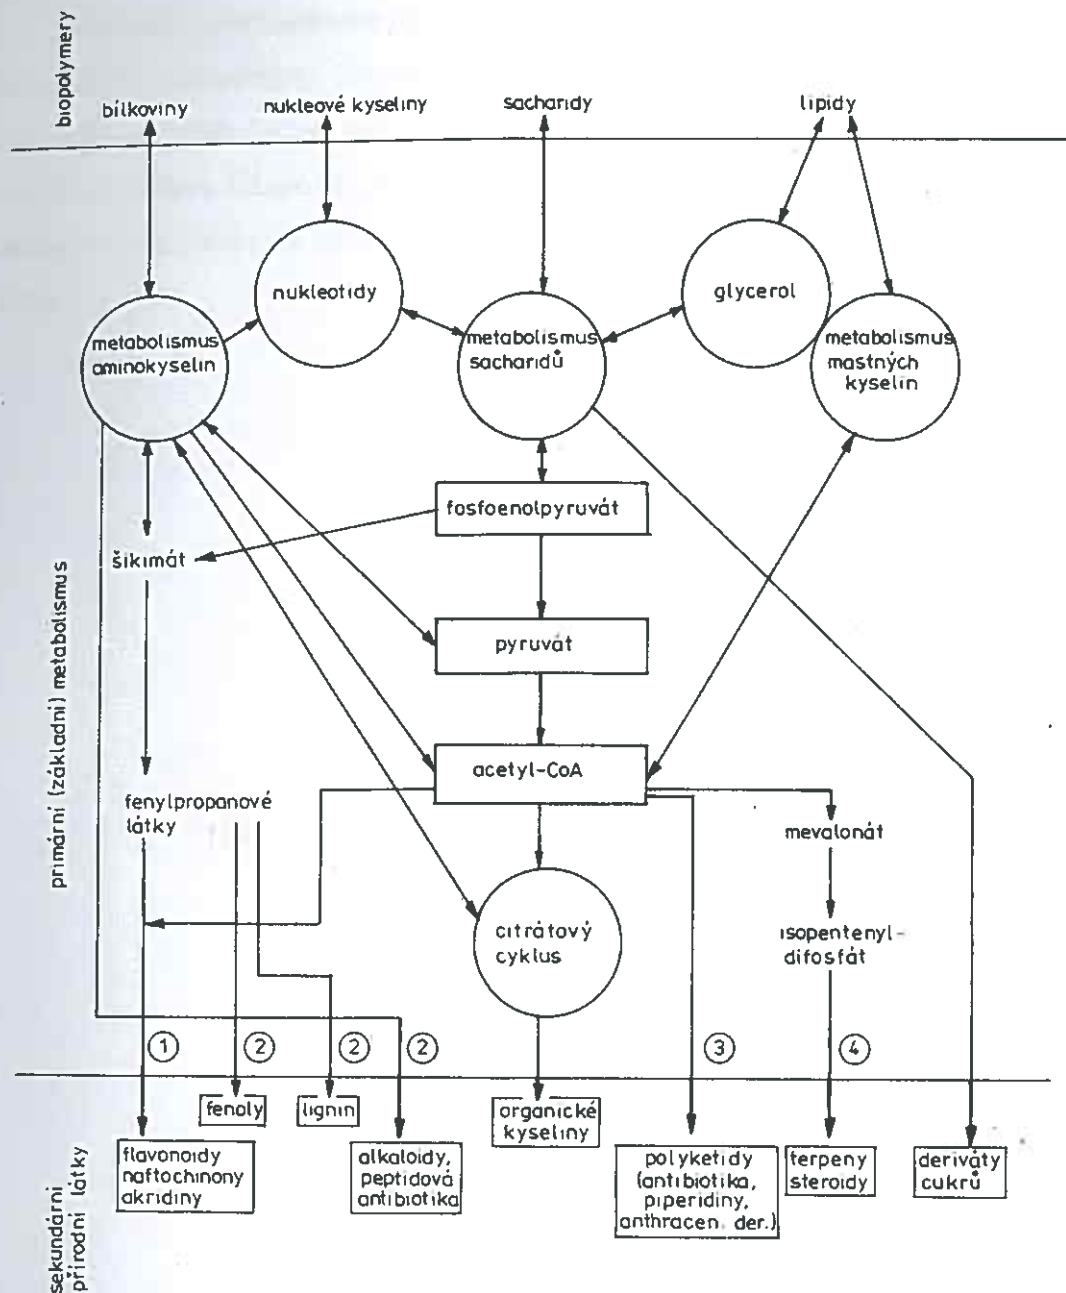 biopolymery
bílkoviny
nukleové kyseliny
sacharidy
lipidy
nukleotidy
glycerol
metabolismus
aminokyselin
metabolismus
sacharidů
metabolismus
mastných
kyselin
fosfoenolpyruvát
šikimát
primární (základní) metabolismus
pyruvát
acetyl-CoA
fenylpropanové
látky
mevalonát
citrátový
cyklus
isopentenyl-
difosfát
1
2
2
2
3
4
sekundární
přírodní látky
fenoly
lignin
organické
kyseliny
flavonoidy
naftochinony
akridiny
alkaloidy,
peptidová
antibiotika
polyketidy
(antibiotika,
piperidiny,
anthracen. der.)
terpeny
steroidy
deriváty
cukrů